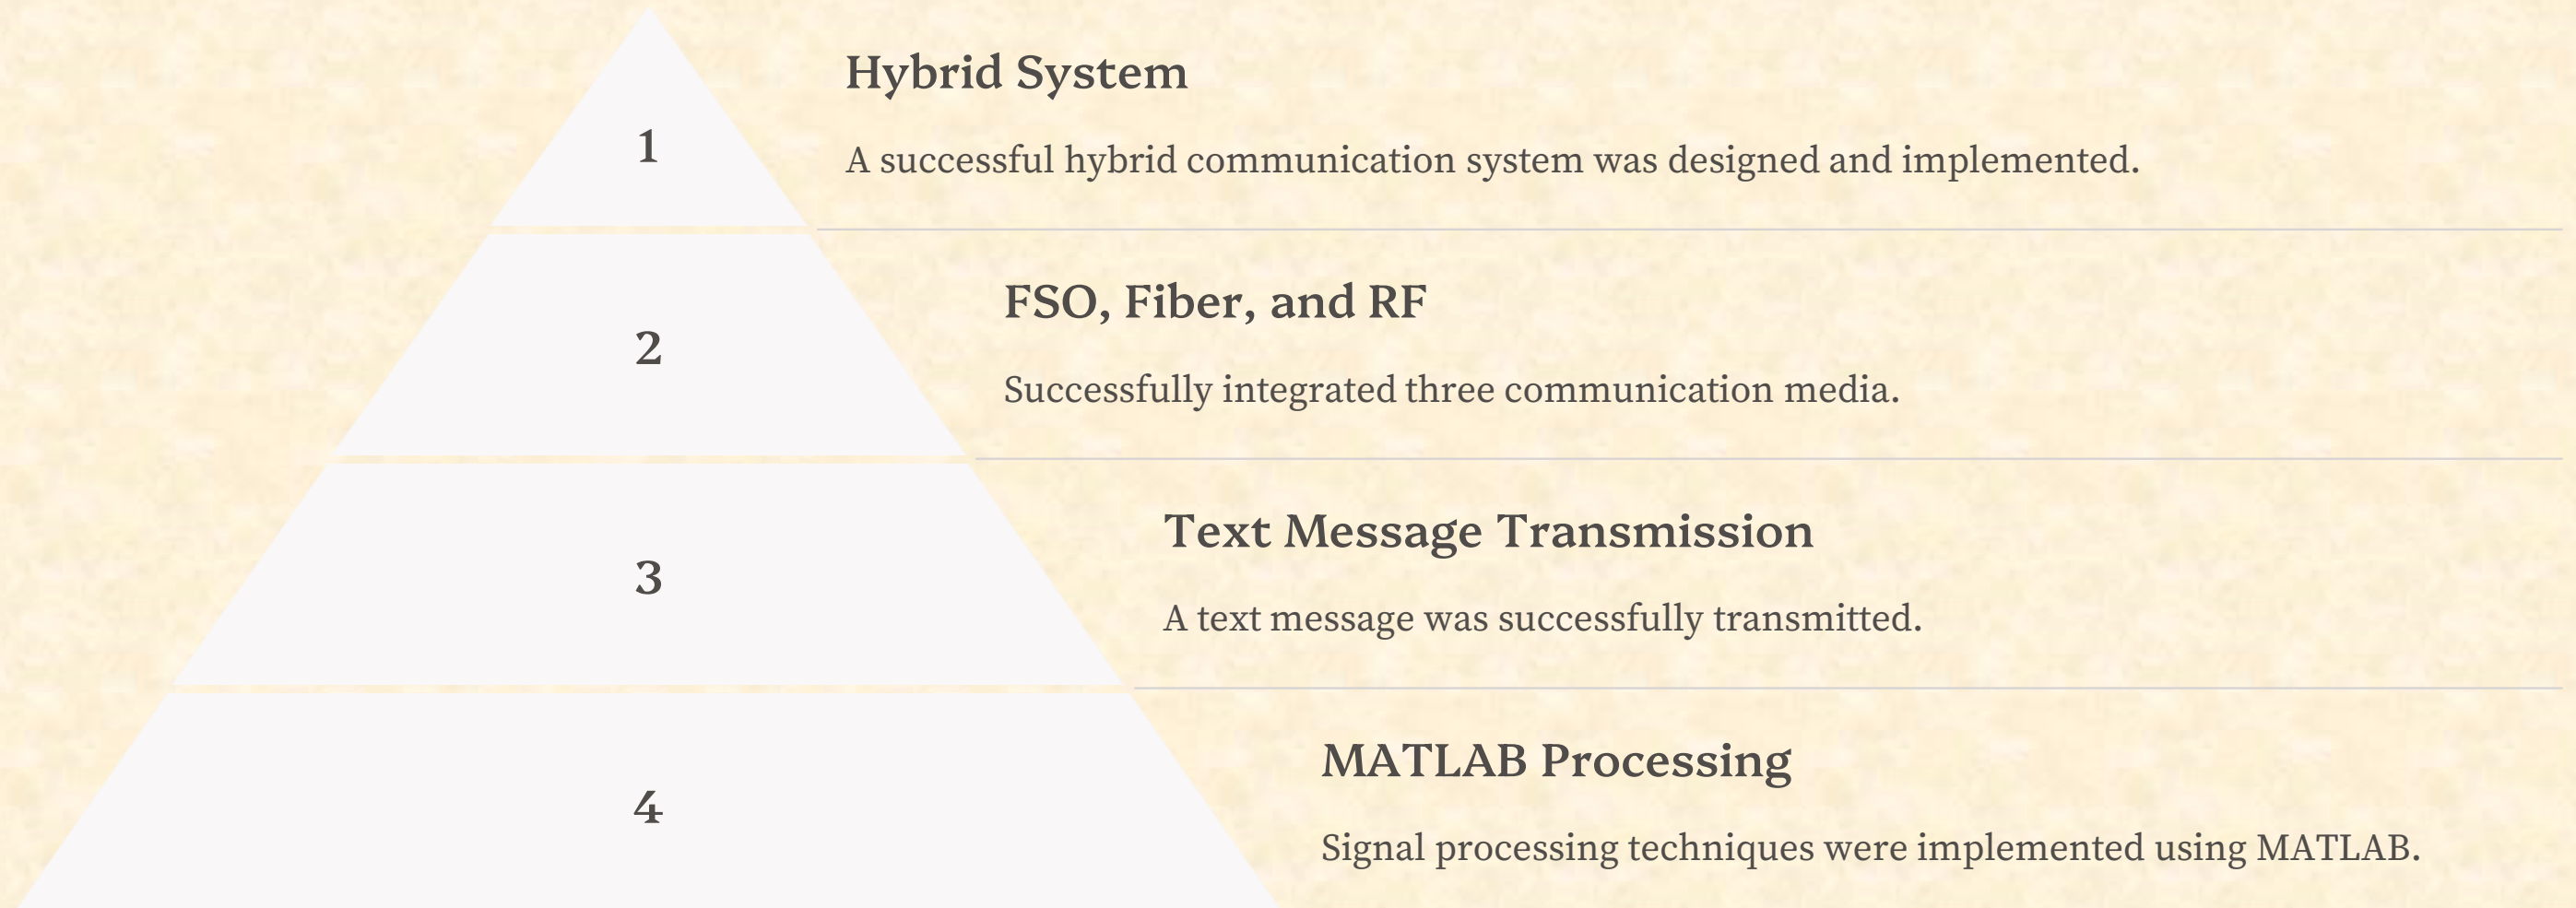 1
Hybrid System
A successful hybrid communication system was designed and implemented.
2
FSO, Fiber, and RF
Successfully integrated three communication media.
3
Text Message Transmission
A text message was successfully transmitted.
4
MATLAB Processing
Signal processing techniques were implemented using MATLAB.